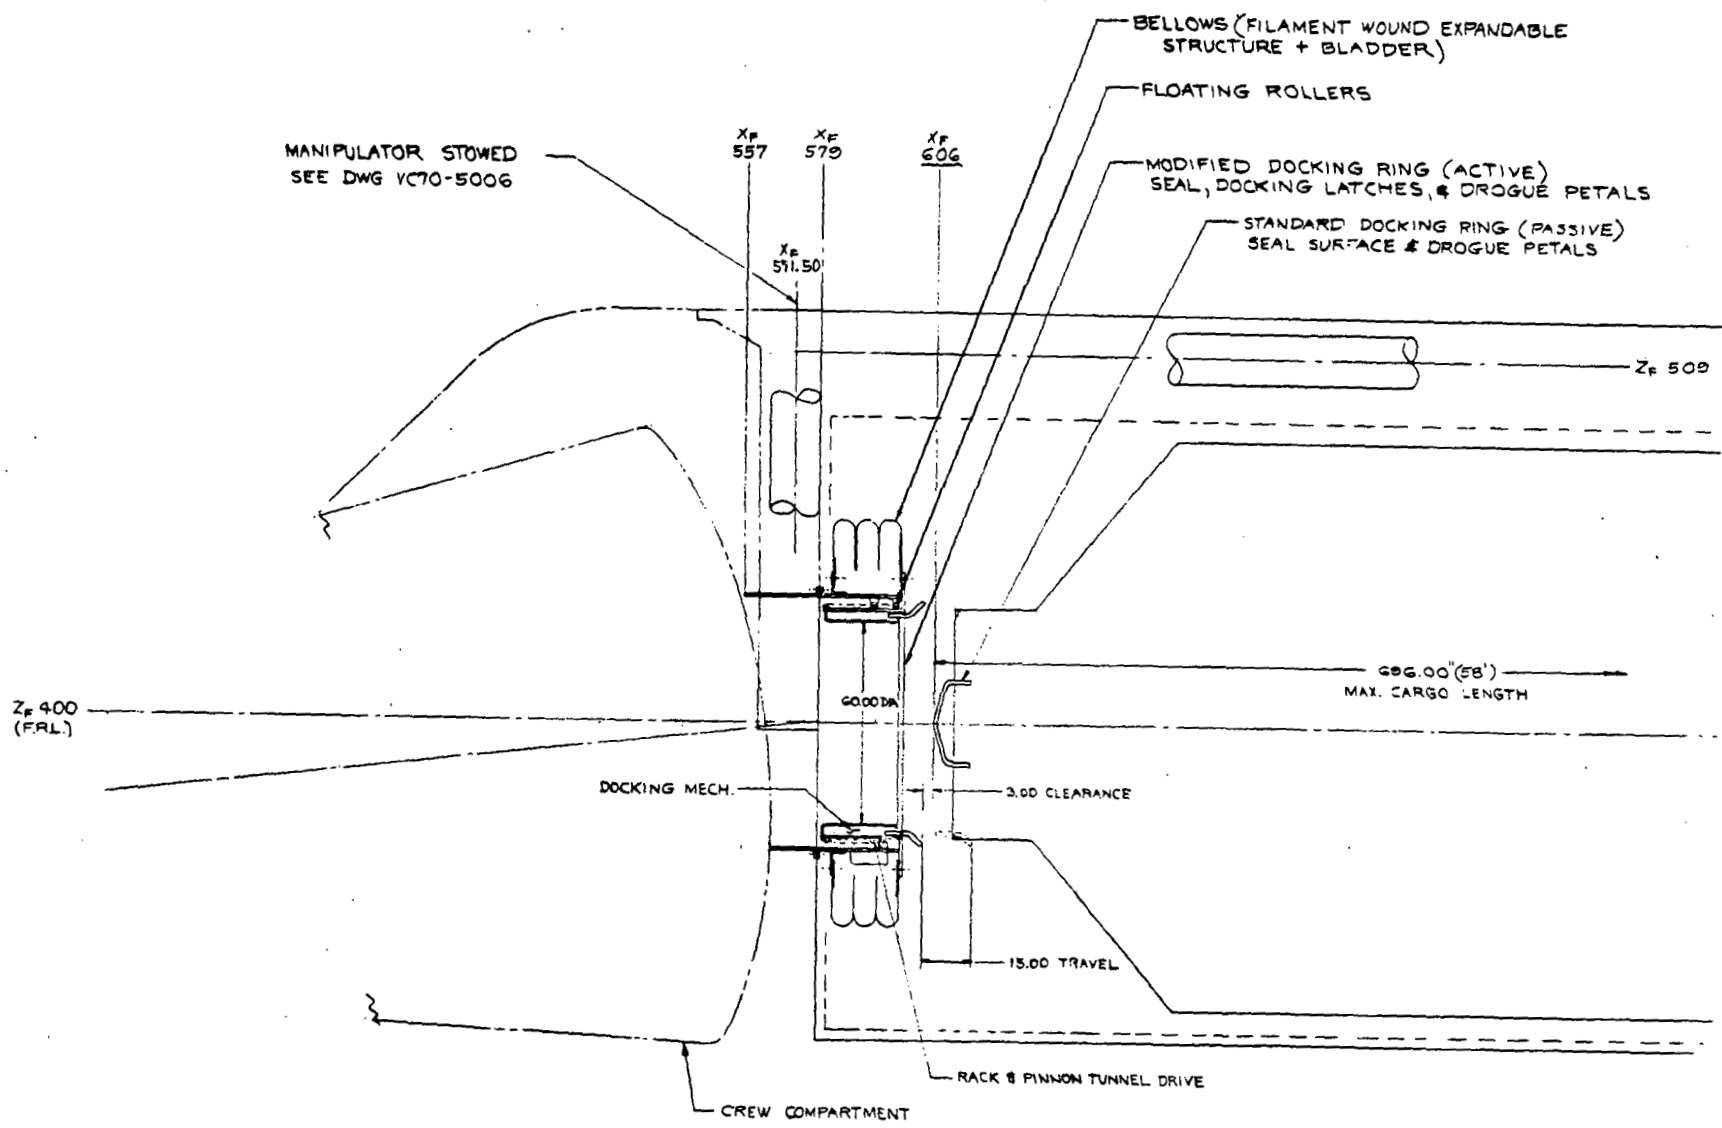 BELLOWS (FILAMENT WOUND EXPANDABLE
STRUCTURE + BLADDER)
FLOATING ROLLERS
MANIPULATOR STOWED
SEE DWG VC70-5006
XF
557
XF
579
XF
606
MODIFIED DOCKING RING (ACTIVE)
SEAL, DOCKING LATCHES, & DROGUE PETALS
STANDARD DOCKING RING (PASSIVE)
SEAL SURFACE & DROGUE PETALS
XF
571.50
ZF 509
696.00" (58')
MAX. CARGO LENGTH
60.00 DIA
ZF 400
(F.R.L.)
DOCKING MECH.
3.00 CLEARANCE
15.00 TRAVEL
RACK & PINNON TUNNEL DRIVE
CREW COMPARTMENT